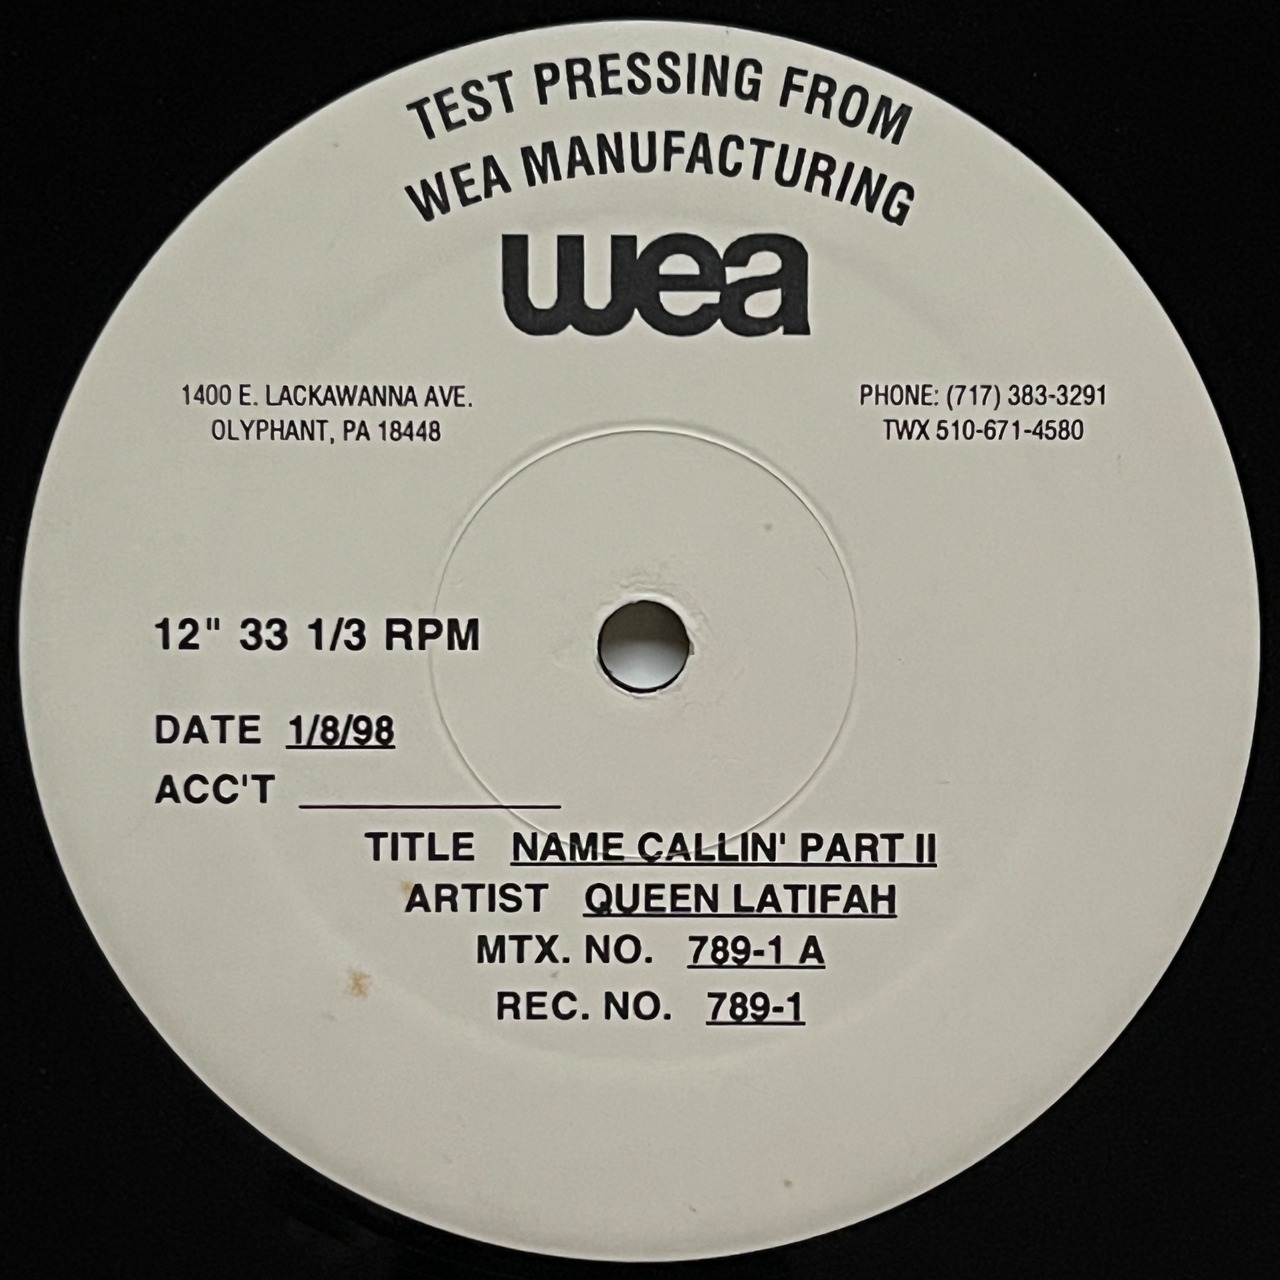 TEST PRESSING FROM
WEA MANUFACTURING
wea
1400 E. LACKAWANNA AVE.
OLYPHANT, PA 18448
PHONE: (717) 383-3291
TWX 510-671-4580
12" 33 1/3 RPM
DATE 1/8/98
ACC'T
TITLE NAME CALLIN' PART II
ARTIST QUEEN LATIFAH
MTX. NO. 789-1 A
REC. NO. 789-1